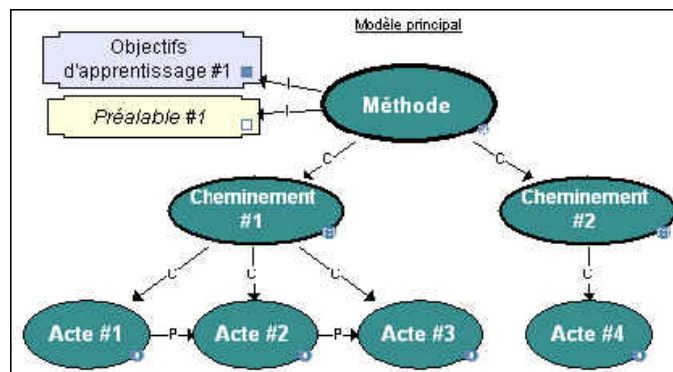 Modèle principal
Objectifs
d'apprentissage #1
Préalable #1
Méthode
I
I
C
C
Cheminement
#1
Cheminement
#2
C
C
C
C
Acte #1
P
Acte #2
P
Acte #3
Acte #4